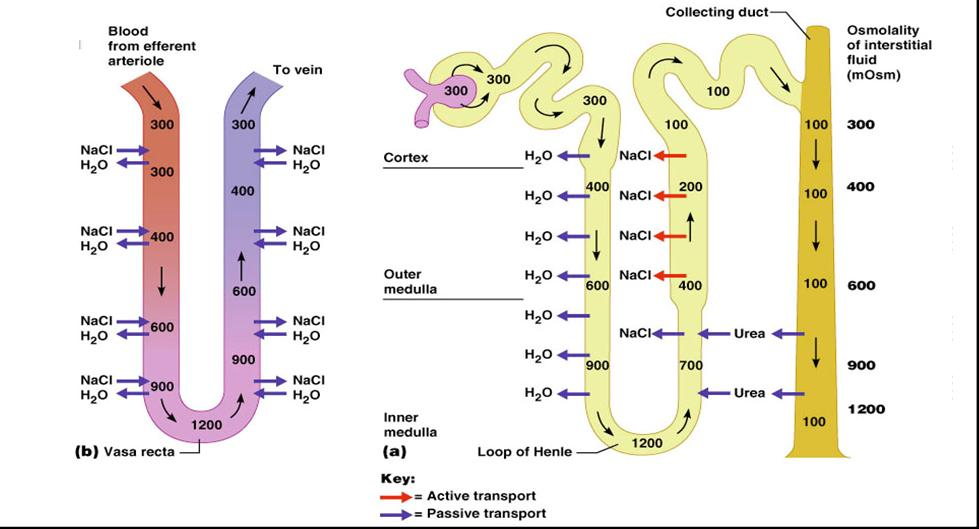 Blood
from efferent
arteriole
To vein
300
300
NaCl
H₂O
NaCl
H₂O
300
400
NaCl
H₂O
400
NaCl
H₂O
600
NaCl
H₂O
600
NaCl
H₂O
900
NaCl
H₂O
900
NaCl
H₂O
1200
(b) Vasa recta
Collecting duct
Osmolality
of interstitial
fluid
(mOsm)
300
300
300
100
100
100
300
Cortex
H₂O
NaCl
400
200
100
400
H₂O
NaCl
H₂O
NaCl
Outer
medulla
H₂O
NaCl
600
400
100
600
H₂O
NaCl
Urea
H₂O
900
700
900
H₂O
Urea
1200
Inner
medulla
100
(a)
Loop of Henle
1200
Key:
= Active transport
= Passive transport